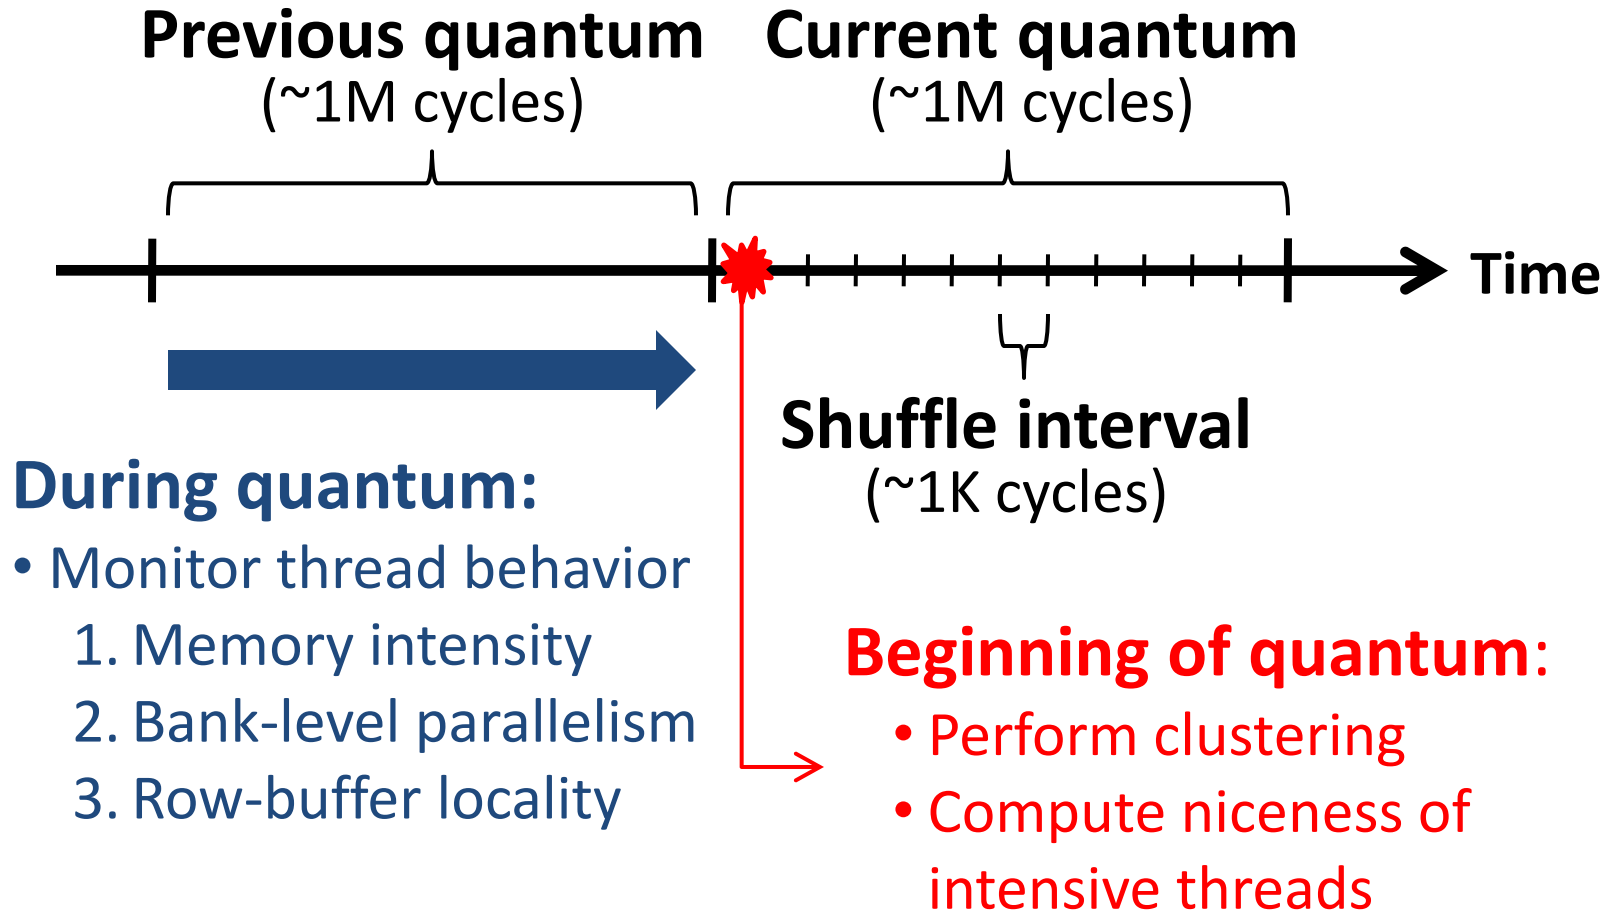 Previous quantum
(~1M cycles)
Current quantum
(~1M cycles)
Time
Shuffle interval
(~1K cycles)
During quantum:
• Monitor thread behavior
1. Memory intensity
2. Bank-level parallelism
3. Row-buffer locality
Beginning of quantum:
• Perform clustering
• Compute niceness of
intensive threads